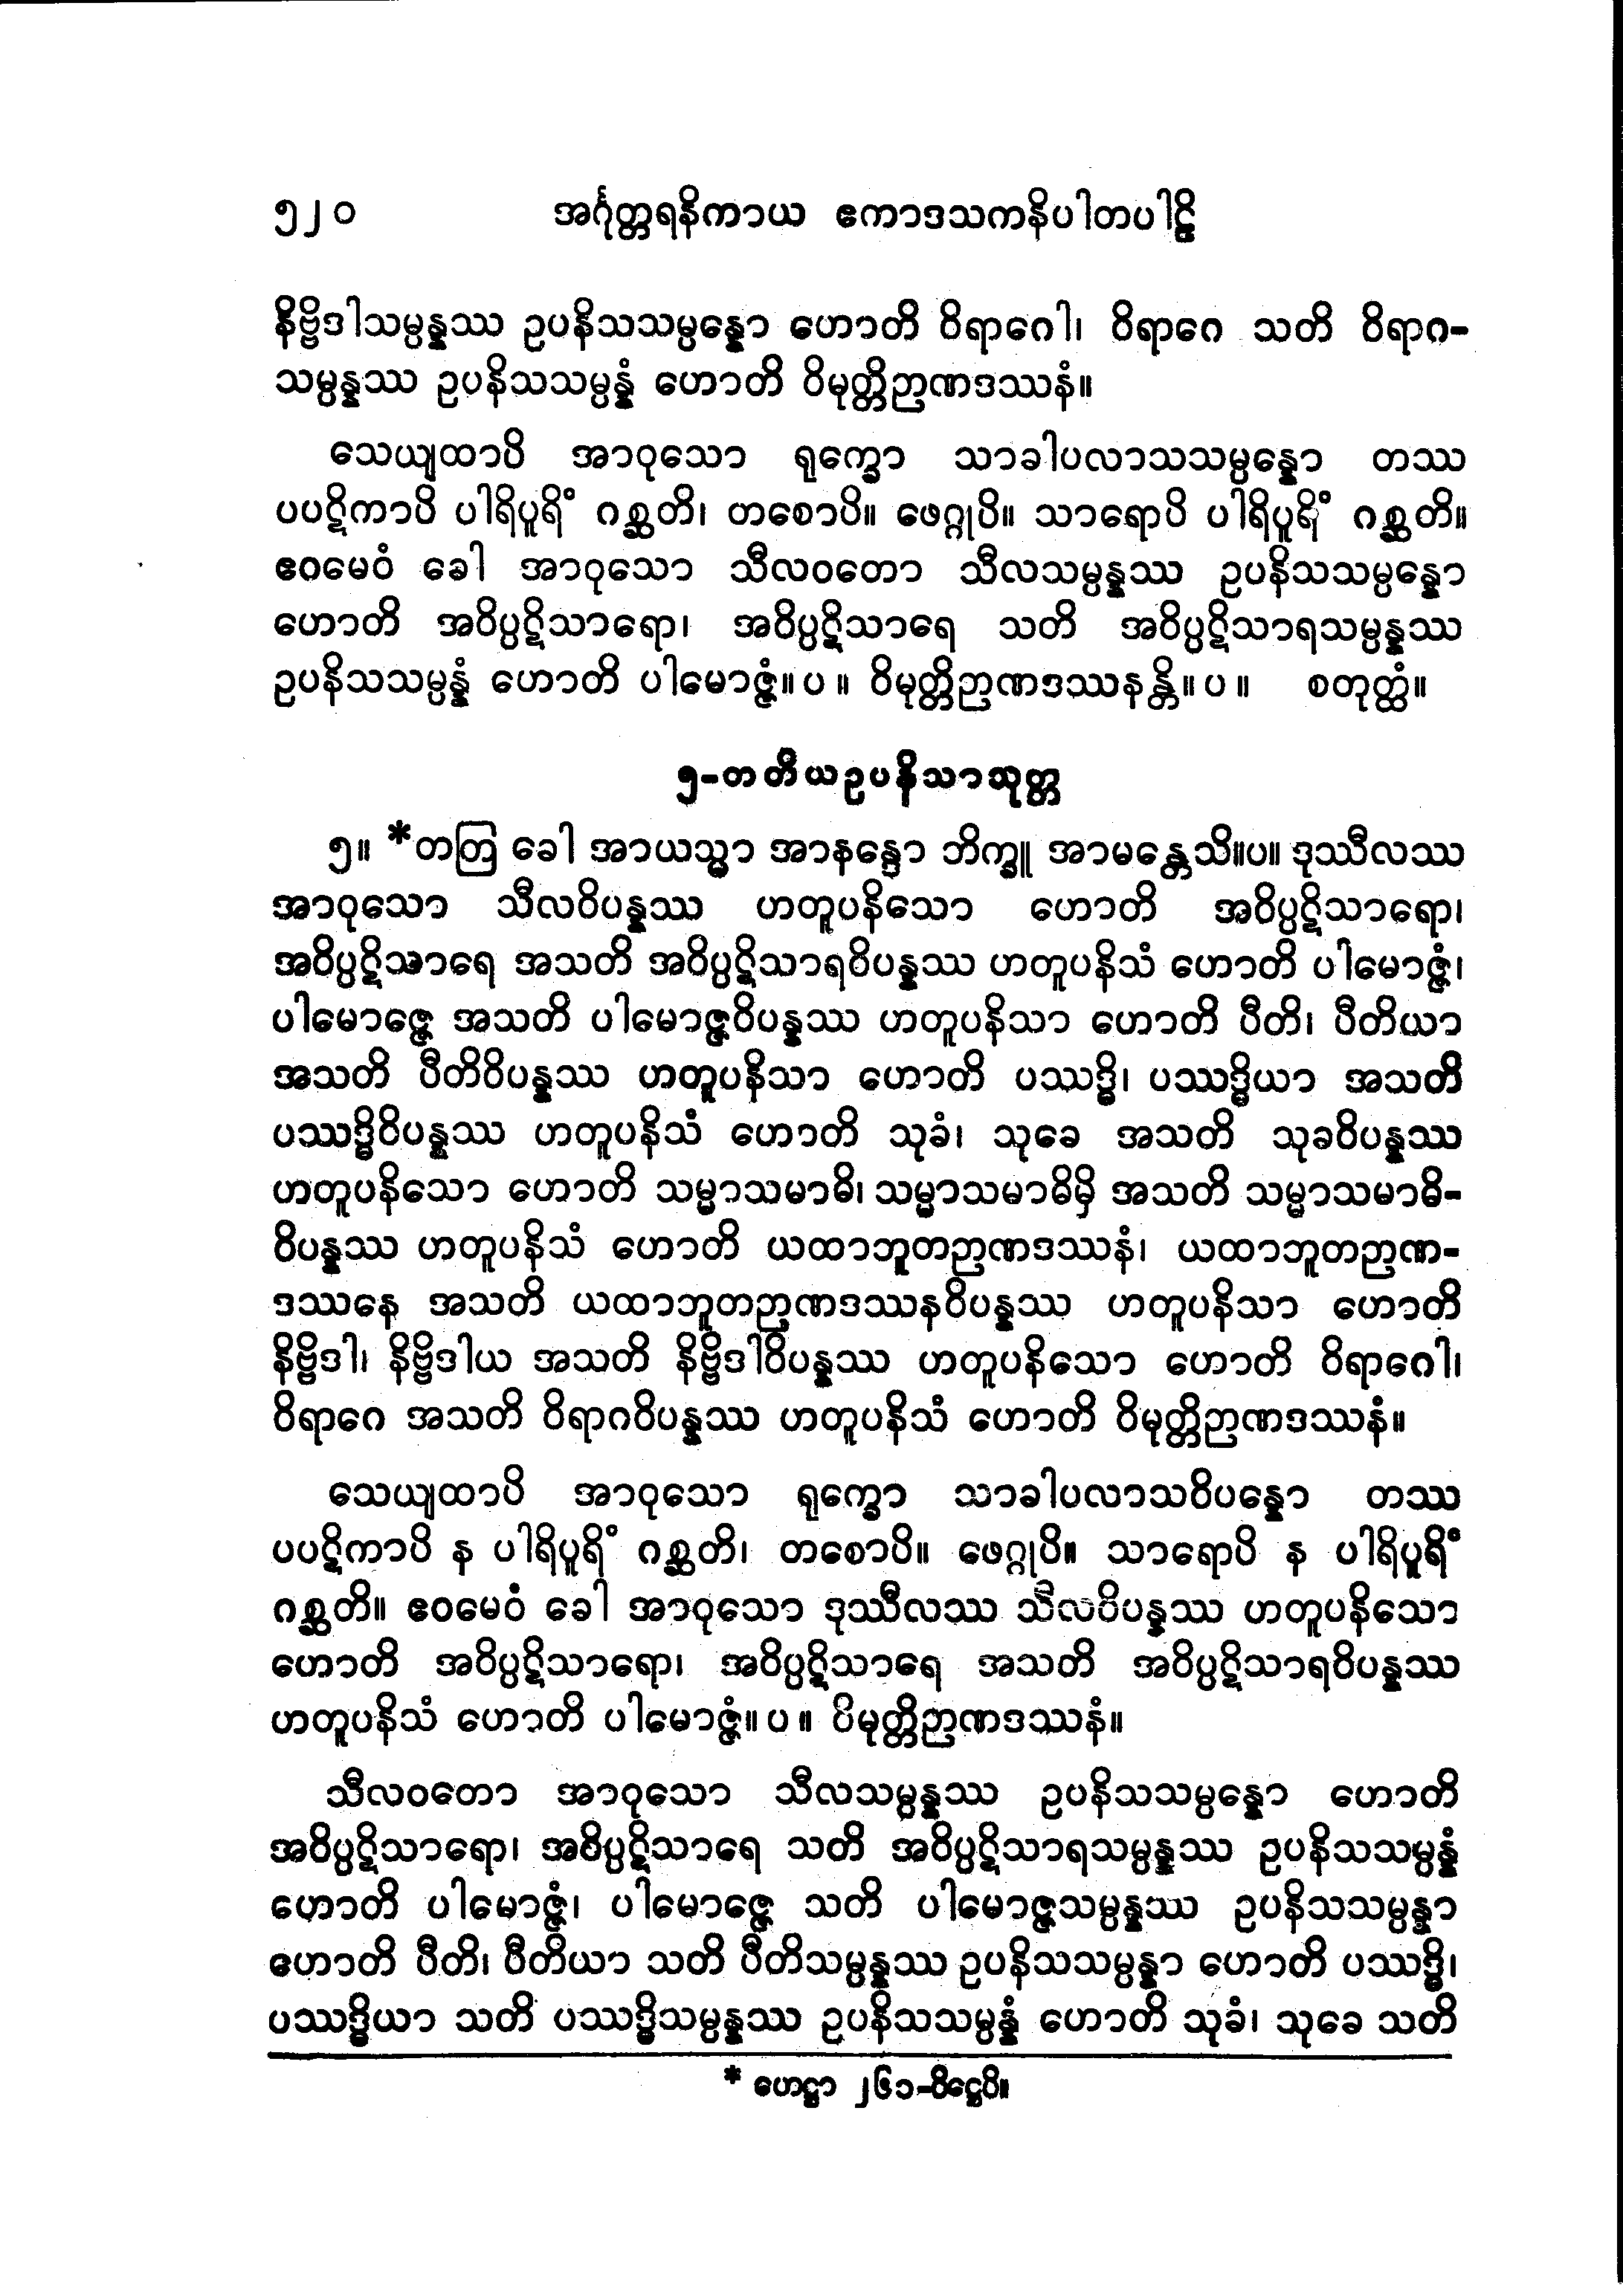 ၅၂၀ အင်္ဂုတ္တရနိကာယ ဧကာဒသကနိပါတပါဠိ
နိဗ္ဗိဒါသမ္ပန္နဿ ဥပနိသသမ္ပန္နော ဟောတိ ဝိရာဂေါ၊ ဝိရာဂေ သတိ ဝိရာဂ-
သမ္ပန္နဿ ဥပနိသသမ္ပန္နံ ဟောတိ ဝိမုတ္တိဉာဏဒဿနံ။
သေယျထာပိ အာဝုသော ရုက္ခော သာခါပလာသသမ္ပန္နော တဿ
ပပဋိကာပိ ပါရိပူရိံ ဂစ္ဆတိ၊ တစောပိ။ ဖေဂ္ဂုပိ။ သာရောပိ ပါရိပူရိံ ဂစ္ဆတိ။
ဧဝမေဝံ ခေါ အာဝုသော သီလဝတော သီလသမ္ပန္နဿ ဥပနိသသမ္ပန္နော
ဟောတိ အဝိပ္ပဋိသာရော၊ အဝိပ္ပဋိသာရေ သတိ အဝိပ္ပဋိသာရသမ္ပန္နဿ
ဥပနိသသမ္ပန္နံ ဟောတိ ပါမောဇ္ဇံ။ပ။ ဝိမုတ္တိဉာဏဒဿနန္တိ။ပ။ စတုတ္ထံ။
၅-တတိယဥပနိသာသုတ္တ
၅။ *တတြ ခေါ အာယသ္မာ အာနန္ဒော ဘိက္ခူ အာမန္တေသိ။ပ။ ဒုဿီလဿ
အာဝုသော သီလဝိပန္နဿ ဟတူပနိသော ဟောတိ အဝိပ္ပဋိသာရော၊
အဝိပ္ပဋိသာရေ အသတိ အဝိပ္ပဋိသာရဝိပန္နဿ ဟတူပနိသံ ဟောတိ ပါမောဇ္ဇံ၊
ပါမောဇ္ဇေ အသတိ ပါမောဇ္ဇဝိပန္နဿ ဟတူပနိသာ ဟောတိ ပီတိ၊ ပီတိယာ
အသတိ ပီတိဝိပန္နဿ ဟတူပနိသာ ဟောတိ ပဿဒ္ဓိ၊ ပဿဒ္ဓိယာ အသတိ
ပဿဒ္ဓိဝိပန္နဿ ဟတူပနိသံ ဟောတိ သုခံ၊ သုခေ အသတိ သုခဝိပန္နဿ
ဟတူပနိသော ဟောတိ သမ္မာသမာဓိ၊ သမ္မာသမာဓိမှိ အသတိ သမ္မာသမာဓိ-
ဝိပန္နဿ ဟတူပနိသံ ဟောတိ ယထာဘူတဉာဏဒဿနံ၊ ယထာဘူတဉာဏ-
ဒဿနေ အသတိ ယထာဘူတဉာဏဒဿနဝိပန္နဿ ဟတူပနိသာ ဟောတိ
နိဗ္ဗိဒါ၊ နိဗ္ဗိဒါယ အသတိ နိဗ္ဗိဒါဝိပန္နဿ ဟတူပနိသော ဟောတိ ဝိရာဂေါ၊
ဝိရာဂေ အသတိ ဝိရာဂဝိပန္နဿ ဟတူပနိသံ ဟောတိ ဝိမုတ္တိဉာဏဒဿနံ။
သေယျထာပိ အာဝုသော ရုက္ခော သာခါပလာသဝိပန္နော တဿ
ပပဋိကာပိ န ပါရိပူရိံ ဂစ္ဆတိ၊ တစောပိ။ ဖေဂ္ဂုပိ။ သာရောပိ န ပါရိပူရိံ
ဂစ္ဆတိ။ ဧဝမေဝံ ခေါ အာဝုသော ဒုဿီလဿ သီလဝိပန္နဿ ဟတူပနိသော
ဟောတိ အဝိပ္ပဋိသာရော၊ အဝိပ္ပဋိသာရေ အသတိ အဝိပ္ပဋိသာရဝိပန္နဿ
ဟတူပနိသံ ဟောတိ ပါမောဇ္ဇံ။ပ။ ဝိမုတ္တိဉာဏဒဿနံ။
သီလဝတော အာဝုသော သီလသမ္ပန္နဿ ဥပနိသသမ္ပန္နော ဟောတိ
အဝိပ္ပဋိသာရော၊ အဝိပ္ပဋိသာရေ သတိ အဝိပ္ပဋိသာရသမ္ပန္နဿ ဥပနိသသမ္ပန္နံ
ဟောတိ ပါမောဇ္ဇံ၊ ပါမောဇ္ဇေ သတိ ပါမောဇ္ဇသမ္ပန္နဿ ဥပနိသသမ္ပန္နာ
ဟောတိ ပီတိ၊ ပီတိယာ သတိ ပီတိသမ္ပန္နဿ ဥပနိသသမ္ပန္နာ ဟောတိ ပဿဒ္ဓိ၊
ပဿဒ္ဓိယာ သတိ ပဿဒ္ဓိသမ္ပန္နဿ ဥပနိသသမ္ပန္နံ ဟောတိ သုခံ၊ သုခေ သတိ
* ဟေဋ္ဌာ ၂၆၁-ပိဋ္ဌေပိ။